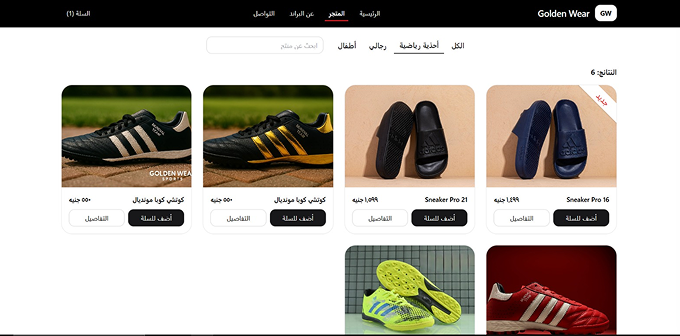 GW
Golden Wear
الرئيسية
المتجر
عن البراند
التواصل
السلة (1)
الكل
أحذية رياضية
رجالي
أطفال
ابحث عن منتج
النتائج: 6
جديد
GOLDEN WEA
SPORTS
Sneaker Pro 16
١٬٤٩٩ جنيه
أضف للسلة
التفاصيل
Sneaker Pro 21
١٬٠٩٩ جنيه
أضف للسلة
التفاصيل
كوتشي كوبا مونديال
٥٥٠ جنيه
أضف للسلة
التفاصيل
كوتشي كوبا مونديال
٥٥٠ جنيه
أضف للسلة
التفاصيل